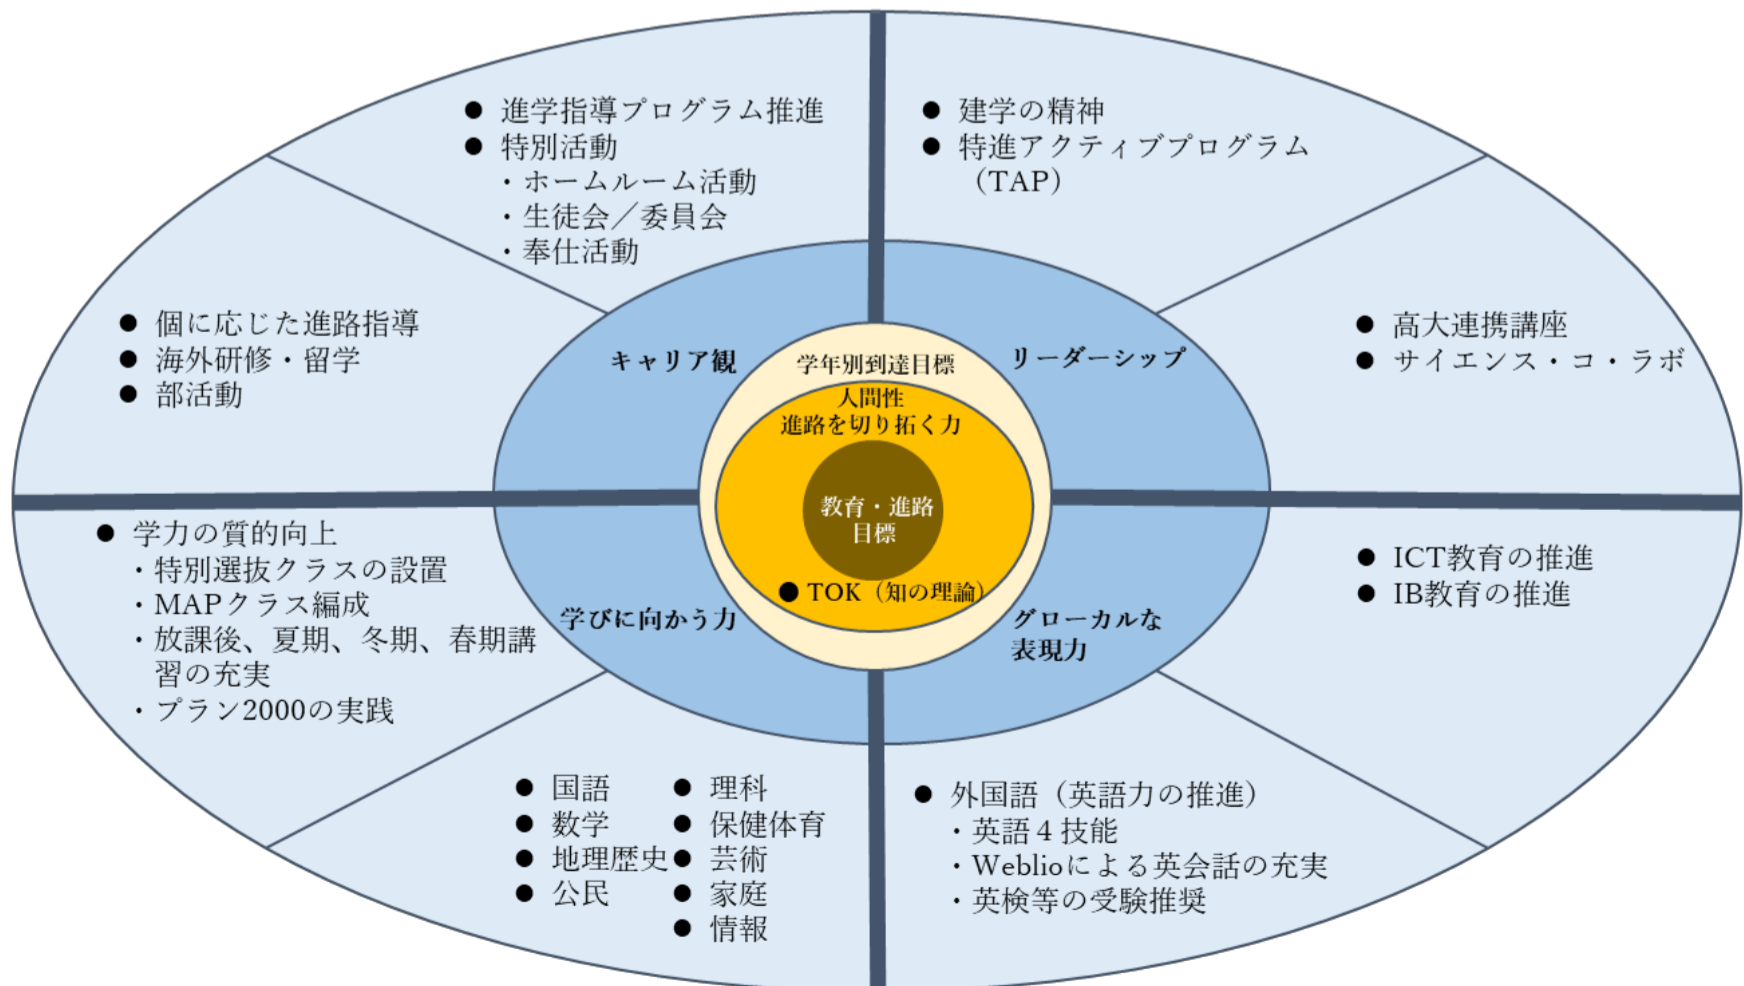 ● 進学指導プログラム推進
● 特別活動
・ホームルーム活動
・生徒会／委員会
・奉仕活動
● 建学の精神
● 特進アクティブプログラム
（TAP）
● 個に応じた進路指導
● 海外研修・留学
● 部活動
● 高大連携講座
● サイエンス・コ・ラボ
キャリア観
リーダーシップ
学年別到達目標
人間性
進路を切り拓く力
教育・進路
目標
● TOK（知の理論）
学びに向かう力
グローカルな
表現力
● 学力の質的向上
・特別選抜クラスの設置
・MAPクラス編成
・放課後、夏期、冬期、春期講
習の充実
・プラン2000の実践
● ICT教育の推進
● IB教育の推進
● 国語
● 数学
● 地理歴史
● 公民
● 理科
● 保健体育
● 芸術
● 家庭
● 情報
● 外国語（英語力の推進）
・英語４技能
・Weblioによる英会話の充実
・英検等の受験推奨